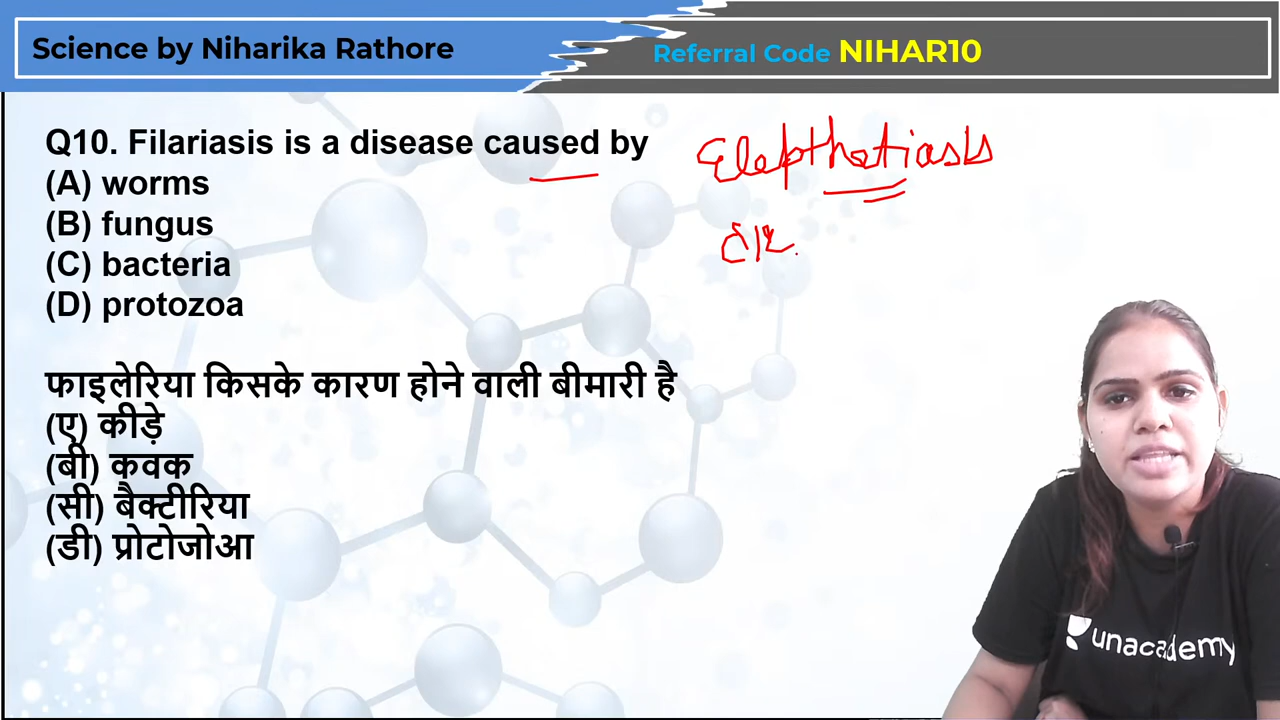 Science by Niharika Rathore
Referral Code NIHAR10
Q10. Filariasis is a disease caused by
(A) worms
(B) fungus
(C) bacteria
(D) protozoa
Elepthatiasis
फाइलेरिया किसके कारण होने वाली बीमारी है
(ए) कीड़े
(बी) कवक
(सी) बैक्टीरिया
(डी) प्रोटोजोआ
unacademy